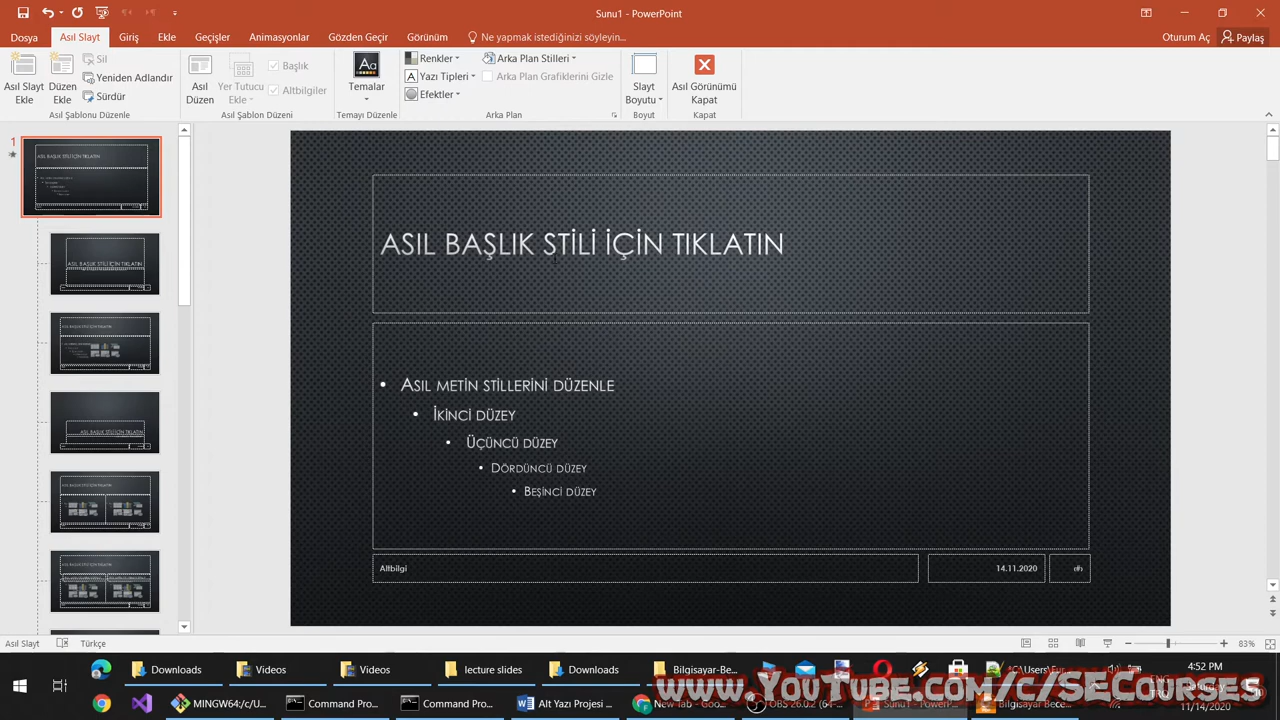 Sunu1 - PowerPoint
Dosya Asıl Slayt Giriş Ekle Geçişler Animasyonlar Gözden Geçir Görünüm Ne yapmak istediğinizi söyleyin... Oturum Aç Paylaş
Asıl Slayt Ekle
Düzen Ekle
Sil
Yeniden Adlandır
Sürdür
Asıl Şablonu Düzenle
Asıl Düzen
Yer Tutucu Ekle
Başlık
Altbilgiler
Asıl Şablon Düzeni
Temalar
Temayı Düzenle
Renkler
Yazı Tipleri
Efektler
Arka Plan Stilleri
Arka Plan Grafiklerini Gizle
Arka Plan
Slayt Boyutu
Boyut
Asıl Görünümü Kapat
Kapat
1
ASIL BAŞLIK STİLİ İÇİN TIKLATIN
• ASIL METİN STİLLERİNİ DÜZENLE
• İKİNCİ DÜZEY
• ÜÇÜNCÜ DÜZEY
• DÖRDÜNCÜ DÜZEY
• BEŞİNCİ DÜZEY
Altbilgi 14.11.2020 ‹#›
Asıl Slayt Türkçe 83%
Downloads Videos Videos lecture slides Downloads Bilgisayar-Be... 4:52 PM
ENG
Saturday
MINGW64:/c/U... Command Pro... Command Pro... Alt Yazı Projesi ... New Tab - Goo... OBS 26.0.2 (64-... Sunu1 - PowerP... Bilgisayar Bece... TRQ 11/14/2020
www.YouTube.com/c/SECourses